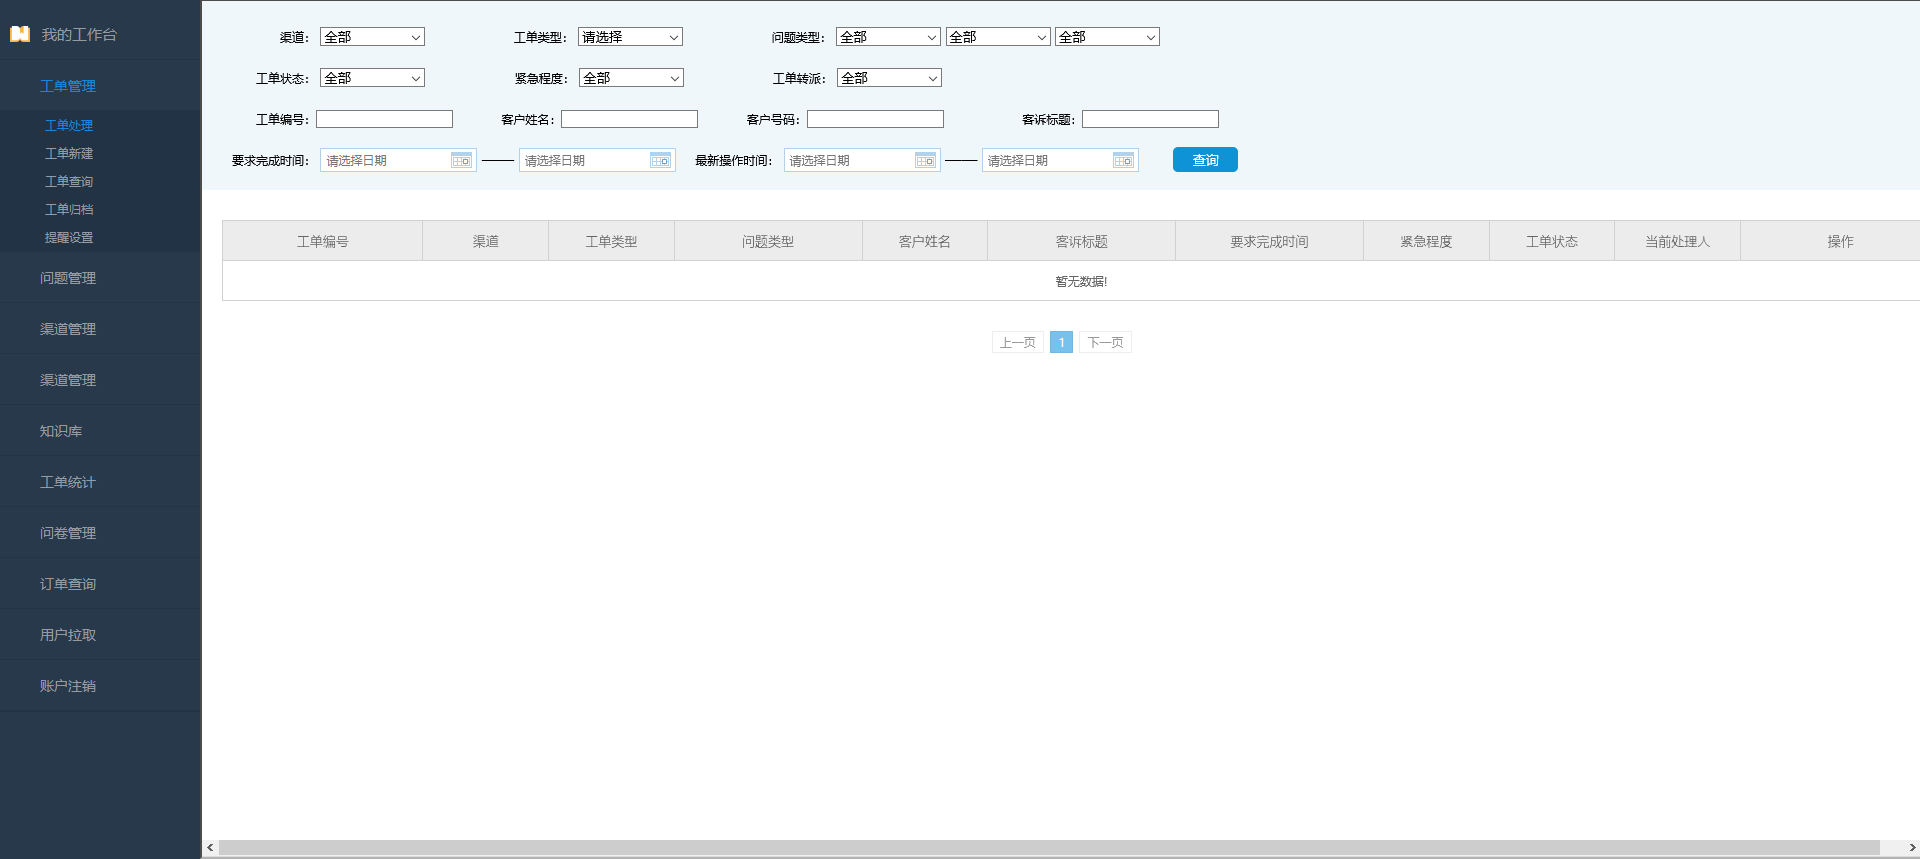 我的工作台
工单管理
工单处理
工单新建
工单查询
工单归档
提醒设置
问题管理
渠道管理
渠道管理
知识库
工单统计
问卷管理
订单查询
用户拉取
账户注销
渠道: 全部 工单类型: 请选择 问题类型: 全部 全部 全部
工单状态: 全部 紧急程度: 全部 工单转派: 全部
工单编号: 客户姓名: 客户号码: 客诉标题:
要求完成时间: 请选择日期 —— 请选择日期 最新操作时间: 请选择日期 —— 请选择日期 查询
工单编号 渠道 工单类型 问题类型 客户姓名 客诉标题 要求完成时间 紧急程度 工单状态 当前处理人 操作
暂无数据!
上一页 1 下一页